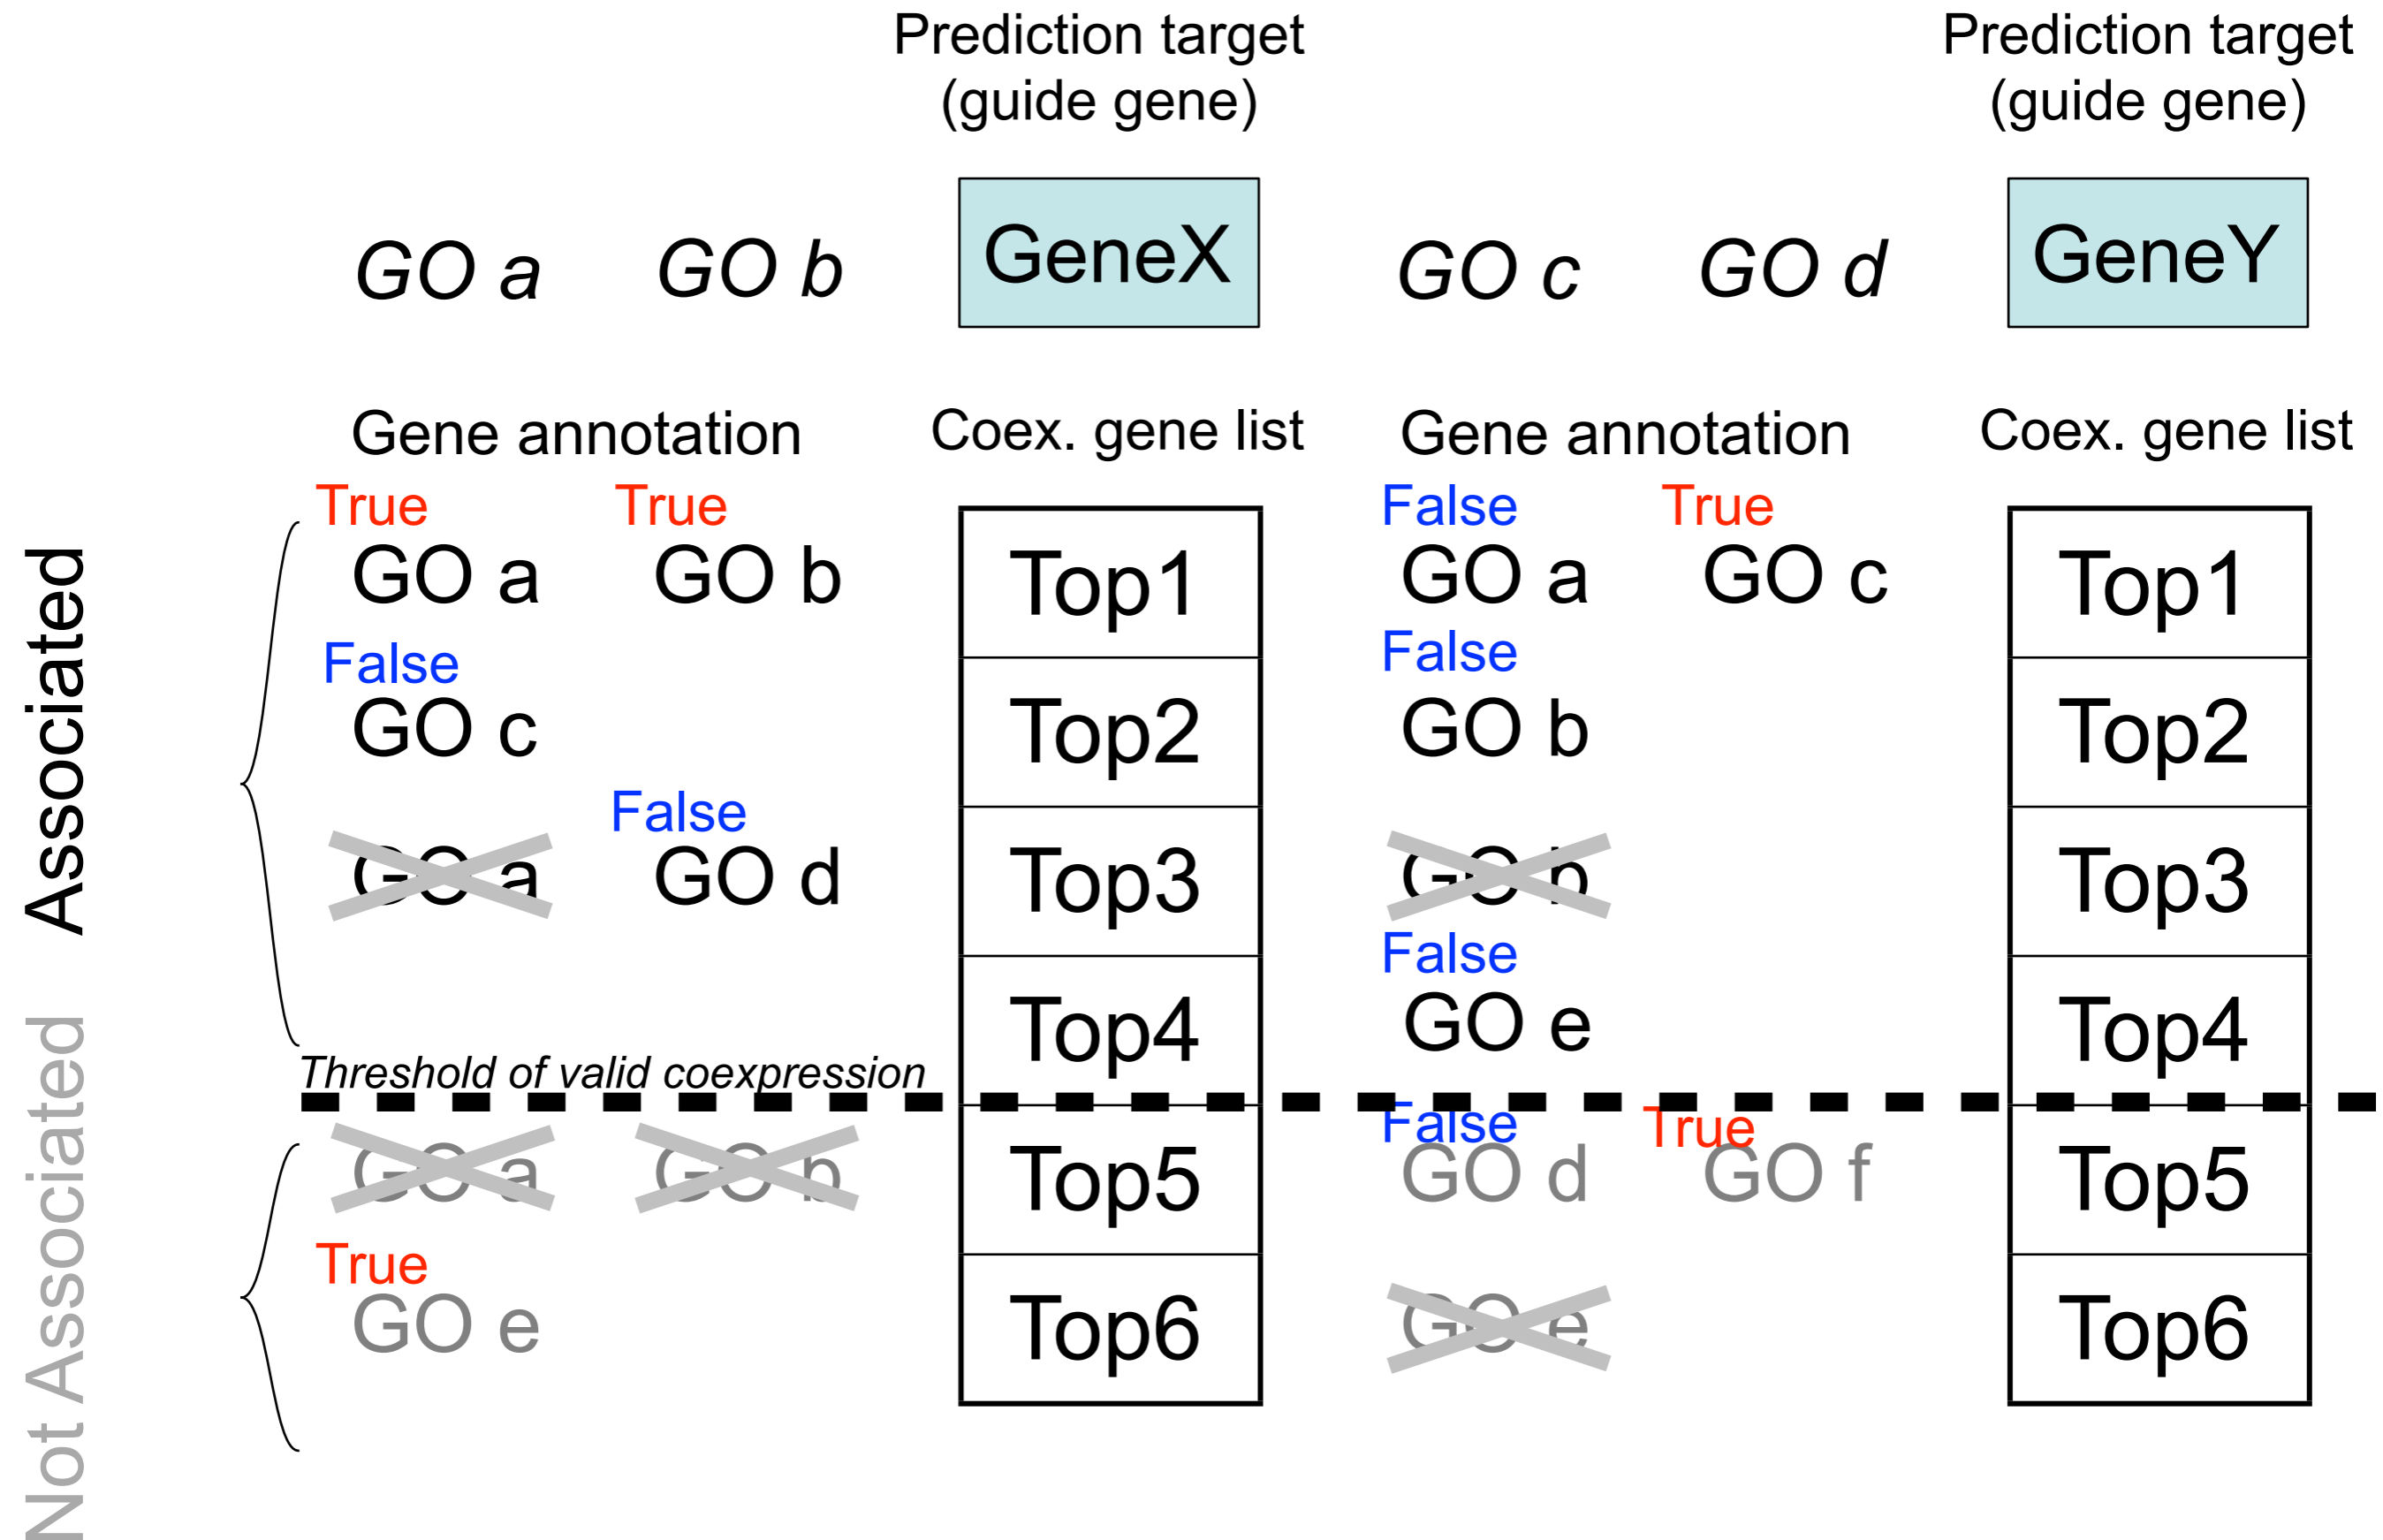 Prediction target
(guide gene)
Prediction target
(guide gene)
GO a GO b GeneX GO c GO d GeneY
Gene annotation Coex. gene list Gene annotation Coex. gene list
Associated
True True False True
GO a GO b Top1 GO a GO c Top1
False False
GO c Top2 GO b Top2
False
GO a GO d Top3 GO b Top3
False
Top4 GO e Top4
Threshold of valid coexpression
Not Associated
False True
GO a GO b Top5 GO d GO f Top5
True
GO e Top6 GO e Top6